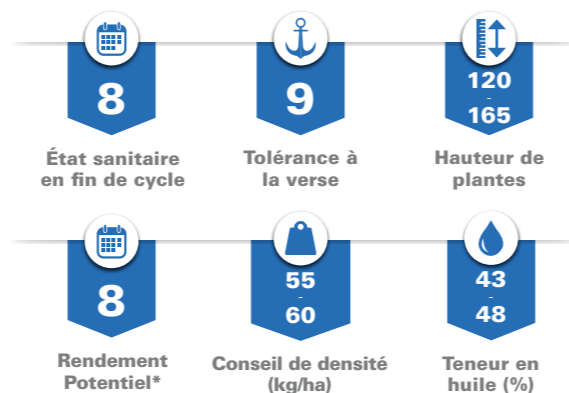 8
État sanitaire
en fin de cycle
9
Tolérance à
la verse
120
-
165
Hauteur de
plantes
8
Rendement
Potentiel*
55
-
60
Conseil de densité
(kg/ha)
43
-
48
Teneur en
huile (%)